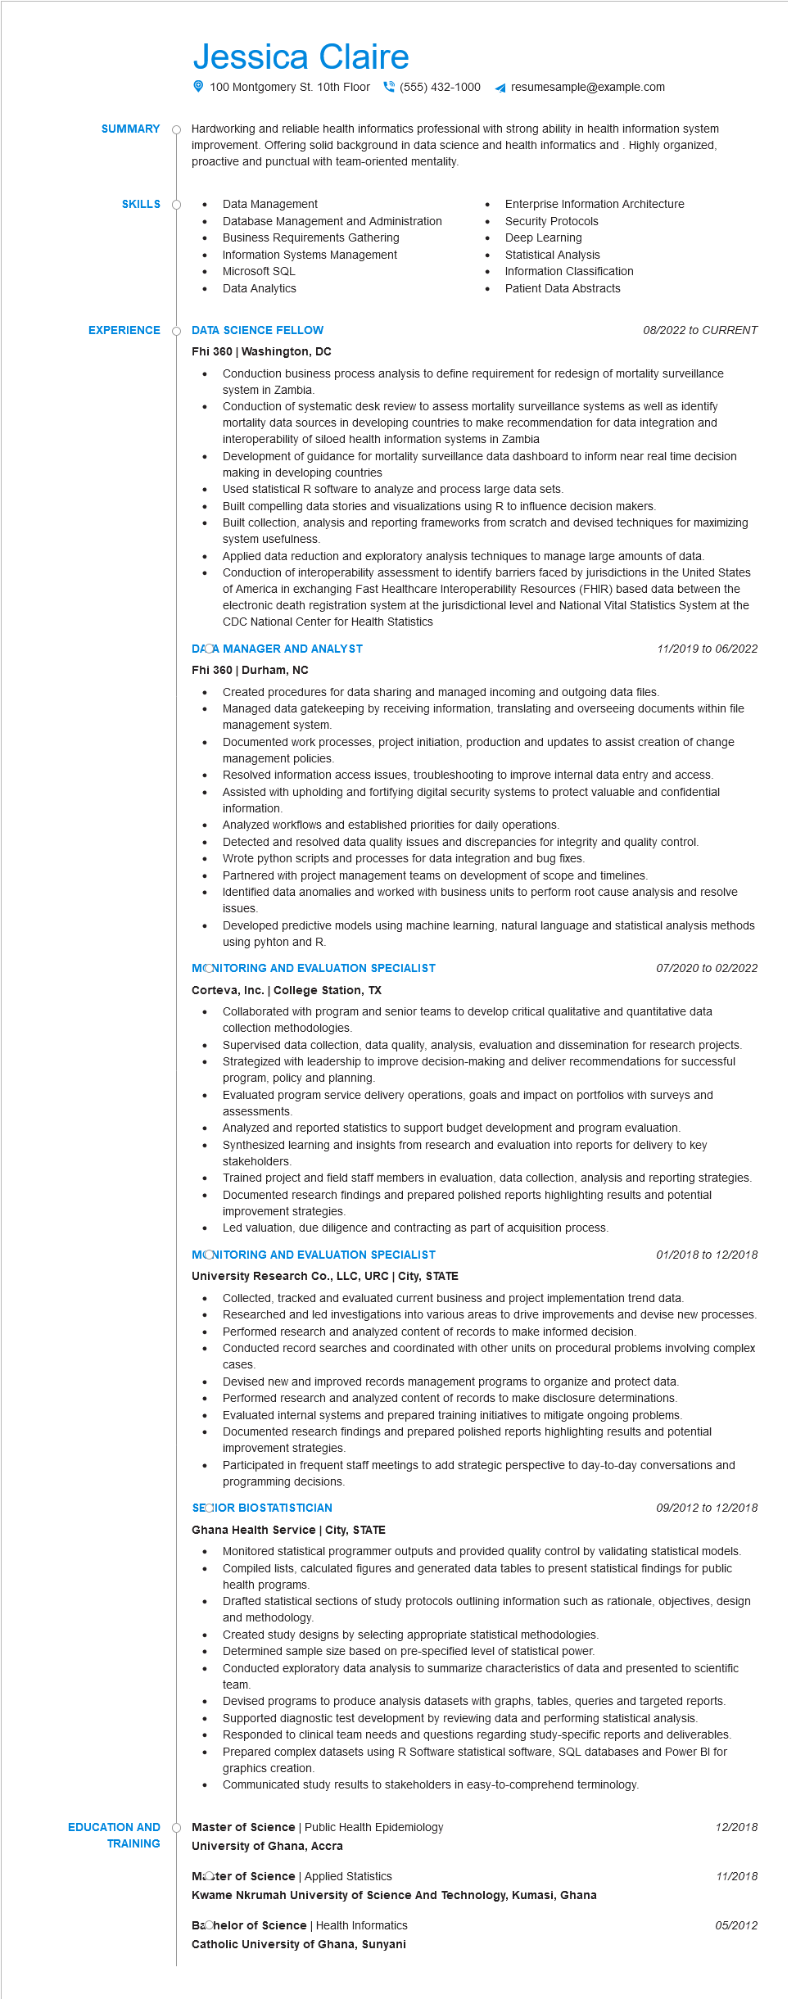 Jessica Claire
100 Montgomery St. 10th Floor (555) 432-1000 resumesample@example.com
SUMMARY
Hardworking and reliable health informatics professional with strong ability in health information system
improvement. Offering solid background in data science and health informatics and . Highly organized,
proactive and punctual with team-oriented mentality.
SKILLS
• Data Management
• Database Management and Administration
• Business Requirements Gathering
• Information Systems Management
• Microsoft SQL
• Data Analytics
• Enterprise Information Architecture
• Security Protocols
• Deep Learning
• Statistical Analysis
• Information Classification
• Patient Data Abstracts
EXPERIENCE
DATA SCIENCE FELLOW 08/2022 to CURRENT
Fhi 360 | Washington, DC
• Conduction business process analysis to define requirement for redesign of mortality surveillance
system in Zambia.
• Conduction of systematic desk review to assess mortality surveillance systems as well as identify
mortality data sources in developing countries to make recommendation for data integration and
interoperability of siloed health information systems in Zambia
• Development of guidance for mortality surveillance data dashboard to inform near real time decision
making in developing countries
• Used statistical R software to analyze and process large data sets.
• Built compelling data stories and visualizations using R to influence decision makers.
• Built collection, analysis and reporting frameworks from scratch and devised techniques for maximizing
system usefulness.
• Applied data reduction and exploratory analysis techniques to manage large amounts of data.
• Conduction of interoperability assessment to identify barriers faced by jurisdictions in the United States
of America in exchanging Fast Healthcare Interoperability Resources (FHIR) based data between the
electronic death registration system at the jurisdictional level and National Vital Statistics System at the
CDC National Center for Health Statistics
DATA MANAGER AND ANALYST 11/2019 to 06/2022
Fhi 360 | Durham, NC
• Created procedures for data sharing and managed incoming and outgoing data files.
• Managed data gatekeeping by receiving information, translating and overseeing documents within file
management system.
• Documented work processes, project initiation, production and updates to assist creation of change
management policies.
• Resolved information access issues, troubleshooting to improve internal data entry and access.
• Assisted with upholding and fortifying digital security systems to protect valuable and confidential
information.
• Analyzed workflows and established priorities for daily operations.
• Detected and resolved data quality issues and discrepancies for integrity and quality control.
• Wrote python scripts and processes for data integration and bug fixes.
• Partnered with project management teams on development of scope and timelines.
• Identified data anomalies and worked with business units to perform root cause analysis and resolve
issues.
• Developed predictive models using machine learning, natural language and statistical analysis methods
using pyhton and R.
MONITORING AND EVALUATION SPECIALIST 07/2020 to 02/2022
Corteva, Inc. | College Station, TX
• Collaborated with program and senior teams to develop critical qualitative and quantitative data
collection methodologies.
• Supervised data collection, data quality, analysis, evaluation and dissemination for research projects.
• Strategized with leadership to improve decision-making and deliver recommendations for successful
program, policy and planning.
• Evaluated program service delivery operations, goals and impact on portfolios with surveys and
assessments.
• Analyzed and reported statistics to support budget development and program evaluation.
• Synthesized learning and insights from research and evaluation into reports for delivery to key
stakeholders.
• Trained project and field staff members in evaluation, data collection, analysis and reporting strategies.
• Documented research findings and prepared polished reports highlighting results and potential
improvement strategies.
• Led valuation, due diligence and contracting as part of acquisition process.
MONITORING AND EVALUATION SPECIALIST 01/2018 to 12/2018
University Research Co., LLC, URC | City, STATE
• Collected, tracked and evaluated current business and project implementation trend data.
• Researched and led investigations into various areas to drive improvements and devise new processes.
• Performed research and analyzed content of records to make informed decision.
• Conducted record searches and coordinated with other units on procedural problems involving complex
cases.
• Devised new and improved records management programs to organize and protect data.
• Performed research and analyzed content of records to make disclosure determinations.
• Evaluated internal systems and prepared training initiatives to mitigate ongoing problems.
• Documented research findings and prepared polished reports highlighting results and potential
improvement strategies.
• Participated in frequent staff meetings to add strategic perspective to day-to-day conversations and
programming decisions.
SENIOR BIOSTATISTICIAN 09/2012 to 12/2018
Ghana Health Service | City, STATE
• Monitored statistical programmer outputs and provided quality control by validating statistical models.
• Compiled lists, calculated figures and generated data tables to present statistical findings for public
health programs.
• Drafted statistical sections of study protocols outlining information such as rationale, objectives, design
and methodology.
• Created study designs by selecting appropriate statistical methodologies.
• Determined sample size based on pre-specified level of statistical power.
• Conducted exploratory data analysis to summarize characteristics of data and presented to scientific
team.
• Devised programs to produce analysis datasets with graphs, tables, queries and targeted reports.
• Supported diagnostic test development by reviewing data and performing statistical analysis.
• Responded to clinical team needs and questions regarding study-specific reports and deliverables.
• Prepared complex datasets using R Software statistical software, SQL databases and Power BI for
graphics creation.
• Communicated study results to stakeholders in easy-to-comprehend terminology.
EDUCATION AND
TRAINING
Master of Science | Public Health Epidemiology 12/2018
University of Ghana, Accra
Master of Science | Applied Statistics 11/2018
Kwame Nkrumah University of Science And Technology, Kumasi, Ghana
Bachelor of Science | Health Informatics 05/2012
Catholic University of Ghana, Sunyani